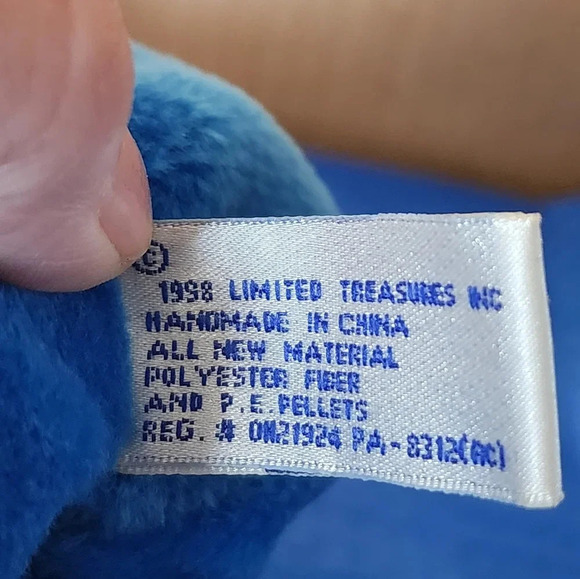 ©
1998 LIMITED TREASURES INC
HANDMADE IN CHINA
ALL NEW MATERIAL
POLYESTER FIBER
AND P.E.PELLETS
REG. # ON21924 PA-8312(RC)